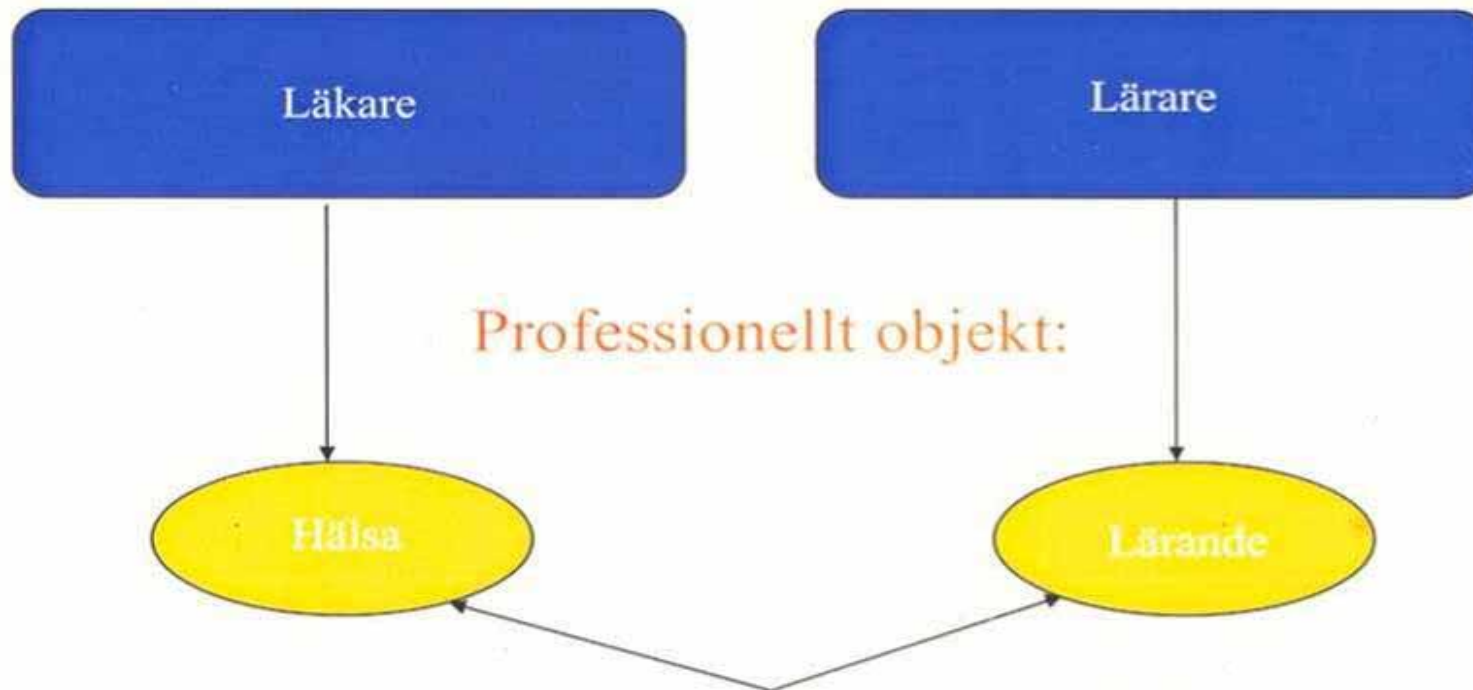 Läkare
Lärare
Professionellt objekt:
Hälsa
Lärande